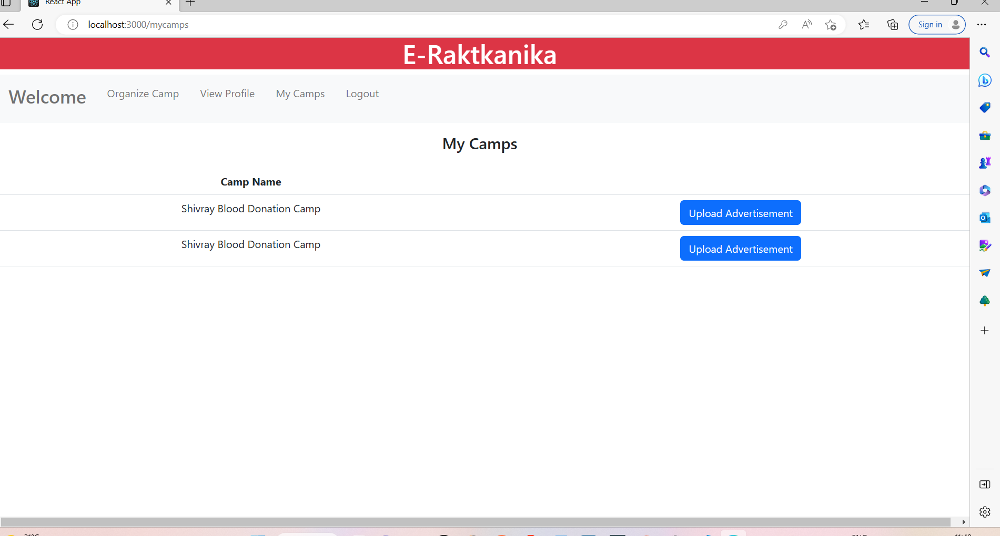 React App
localhost:3000/mycamps
Sign in
E-Raktkanika
Welcome Organize Camp View Profile My Camps Logout
My Camps
Camp Name
Shivray Blood Donation Camp Upload Advertisement
Shivray Blood Donation Camp Upload Advertisement